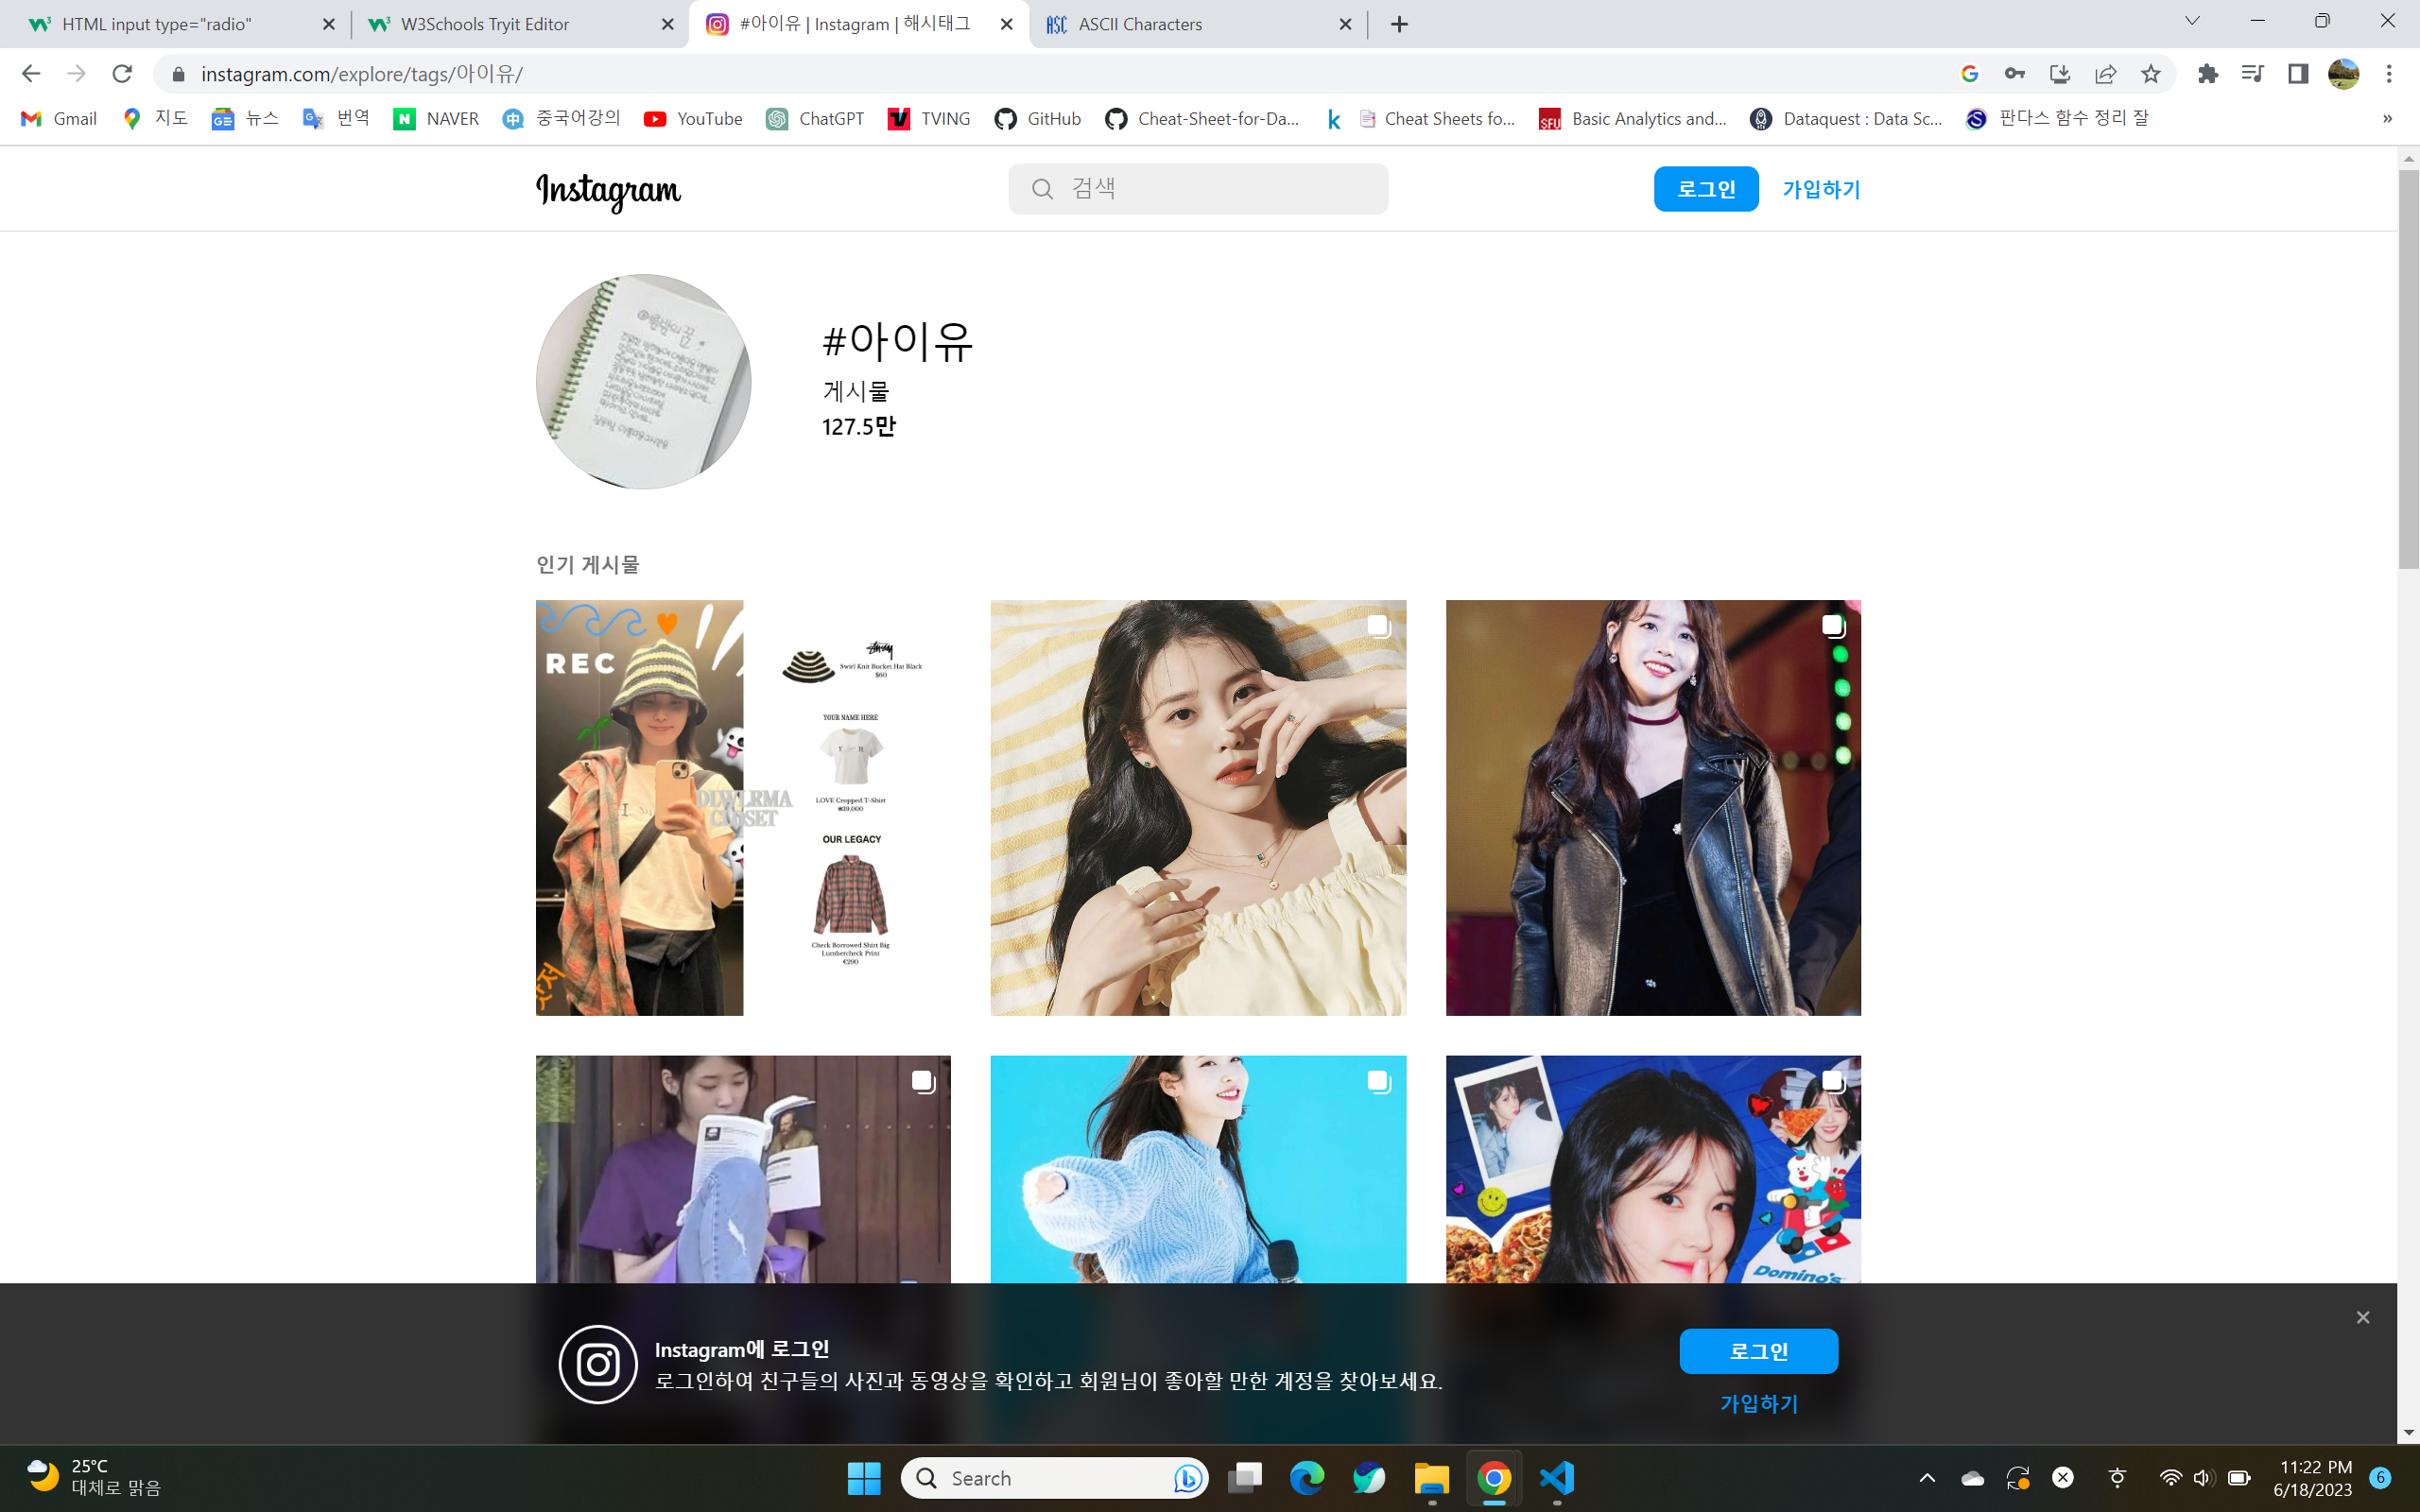 HTML input type="radio"
W3Schools Tryit Editor
#아이유 | Instagram | 해시태그
ASCII Characters
instagram.com/explore/tags/아이유/
Gmail
지도
뉴스
번역
NAVER
중국어강의
YouTube
ChatGPT
TVING
GitHub
Cheat-Sheet-for-Da...
Cheat Sheets fo...
Basic Analytics and...
Dataquest : Data Sc...
판다스 함수 정리 잘
Instagram
검색
로그인
가입하기
#아이유
게시물
127.5만
인기 게시물
REC
Swirl Knit Bucket Hat Black
$60
YOUR NAME HERE
LOVE Cropped T-Shirt
₩39,000
DLWLRMA
CLOSET
OUR LEGACY
Check Borrowed Shirt Big
Lumbercheck Print
€290
Domino's
Instagram에 로그인
로그인하여 친구들의 사진과 동영상을 확인하고 회원님이 좋아할 만한 계정을 찾아보세요.
로그인
가입하기
25°C
대체로 맑음
Search
11:22 PM
6/18/2023
6